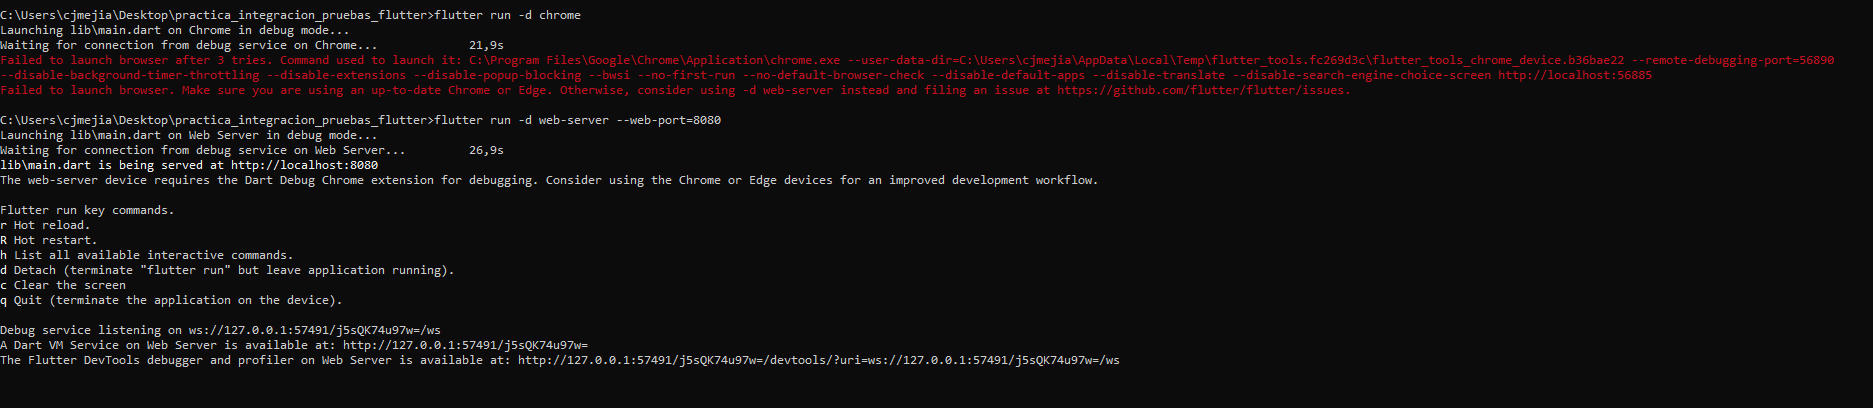 C:\Users\cjmejia\Desktop\practica_integracion_pruebas_flutter>flutter run -d chrome
Launching lib\main.dart on Chrome in debug mode...
Waiting for connection from debug service on Chrome...             21,9s
Failed to launch browser after 3 tries. Command used to launch it: C:\Program Files\Google\Chrome\Application\chrome.exe --user-data-dir=C:\Users\cjmejia\AppData\Local\Temp\flutter_tools.fc269d3c\flutter_tools_chrome_device.b36bae22 --remote-debugging-port=56890
--disable-background-timer-throttling --disable-extensions --disable-popup-blocking --bwsi --no-first-run --no-default-browser-check --disable-default-apps --disable-translate --disable-search-engine-choice-screen http://localhost:56885
Failed to launch browser. Make sure you are using an up-to-date Chrome or Edge. Otherwise, consider using -d web-server instead and filing an issue at https://github.com/flutter/flutter/issues.
C:\Users\cjmejia\Desktop\practica_integracion_pruebas_flutter>flutter run -d web-server --web-port=8080
Launching lib\main.dart on Web Server in debug mode...
Waiting for connection from debug service on Web Server...         26,9s
lib\main.dart is being served at http://localhost:8080
The web-server device requires the Dart Debug Chrome extension for debugging. Consider using the Chrome or Edge devices for an improved development workflow.
Flutter run key commands.
r Hot reload.
R Hot restart.
h List all available interactive commands.
d Detach (terminate "flutter run" but leave application running).
c Clear the screen
q Quit (terminate the application on the device).
Debug service listening on ws://127.0.0.1:57491/j5sQK74u97w=/ws
A Dart VM Service on Web Server is available at: http://127.0.0.1:57491/j5sQK74u97w=
The Flutter DevTools debugger and profiler on Web Server is available at: http://127.0.0.1:57491/j5sQK74u97w=/devtools/?uri=ws://127.0.0.1:57491/j5sQK74u97w=/ws